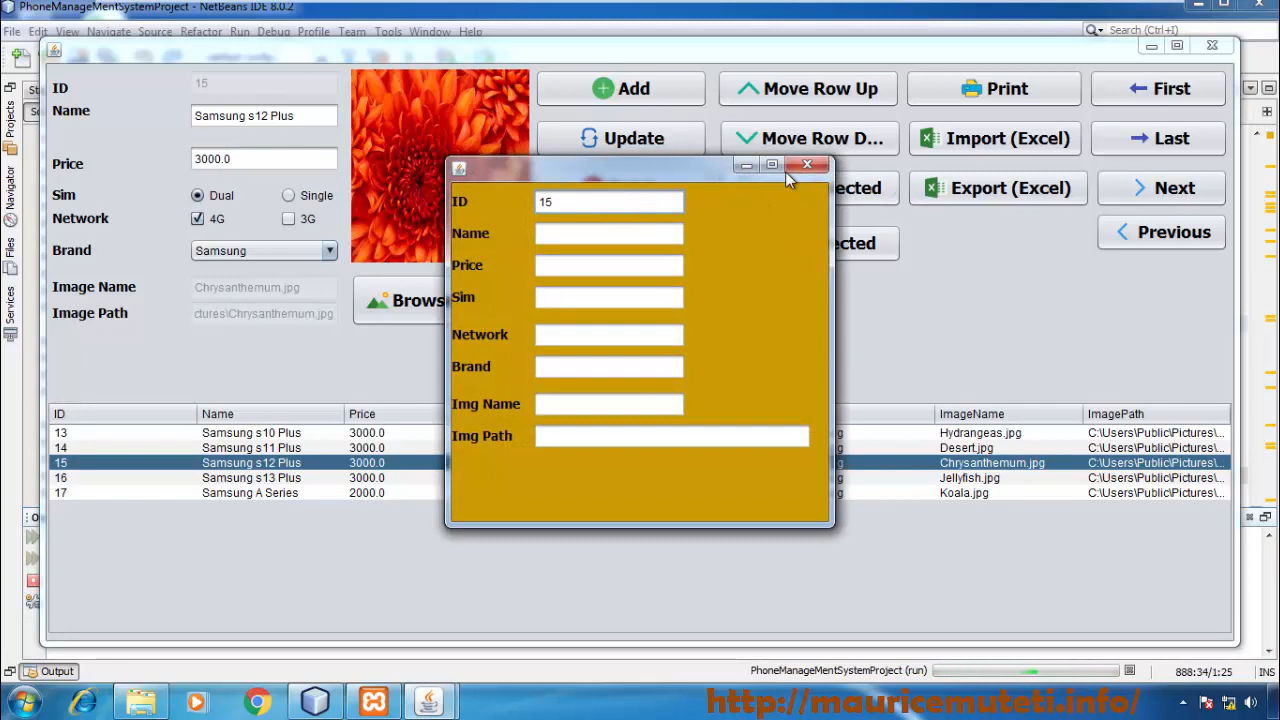 PhoneManageMentSystemProject - NetBeans IDE 8.0.2
File Edit View Navigate Source Refactor Run Debug Profile Team Tools Window Help
Search (Ctrl+I)
ID 15
Name Samsung s12 Plus
Price 3000.0
Sim Dual Single
Network 4G 3G
Brand Samsung
Image Name Chrysanthemum.jpg
Image Path ctures\Chrysanthemum.jpg
Add
Move Row Up
Print
First
Update
Move Row D...
Import (Excel)
Last
Export (Excel)
Next
Previous
ID 15
Name
Price
Sim
Network
Brand
Img Name
Img Path
ID Name Price ImageName ImagePath
13 Samsung s10 Plus 3000.0 Hydrangeas.jpg C:\Users\Public\Pictures\...
14 Samsung s11 Plus 3000.0 Desert.jpg C:\Users\Public\Pictures\...
15 Samsung s12 Plus 3000.0 Chrysanthemum.jpg C:\Users\Public\Pictures\...
16 Samsung s13 Plus 3000.0 Jellyfish.jpg C:\Users\Public\Pictures\...
17 Samsung A Series 2000.0 Koala.jpg C:\Users\Public\Pictures\...
Projects
Navigator
Files
Services
Output
PhoneManageMentSystemProject (run)
888:34/1:25
INS
http://mauricemuteti.info/